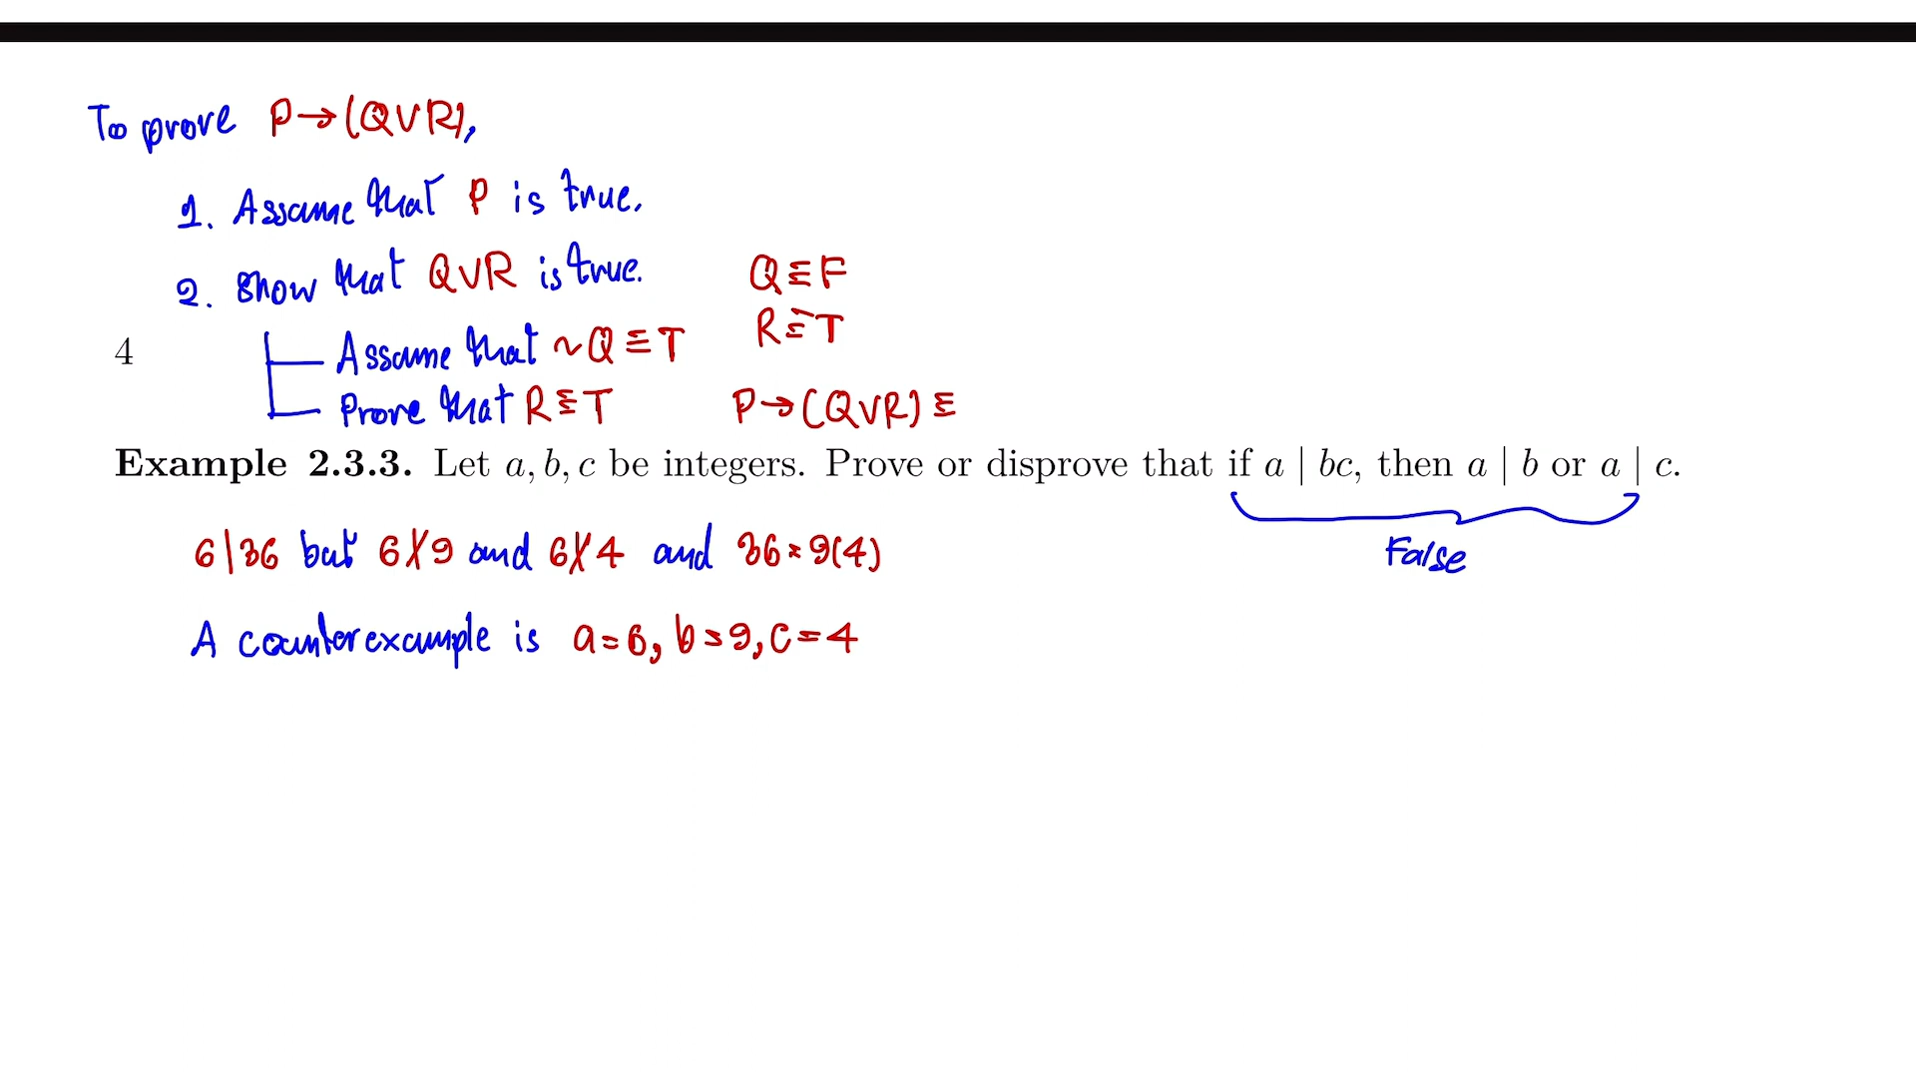 To prove P→(Q∨R),
1. Assume that P is true.
2. Show that Q∨R is true. Q≡F
R≡T
Assume that ~Q≡T
4
Prove that R≡T P→(Q∨R)≡
Example 2.3.3. Let a, b, c be integers. Prove or disprove that if a | bc, then a | b or a | c.
6|36 but 6∤9 and 6∤4 and 36=9(4)
False
A counterexample is a=6, b=9, c=4